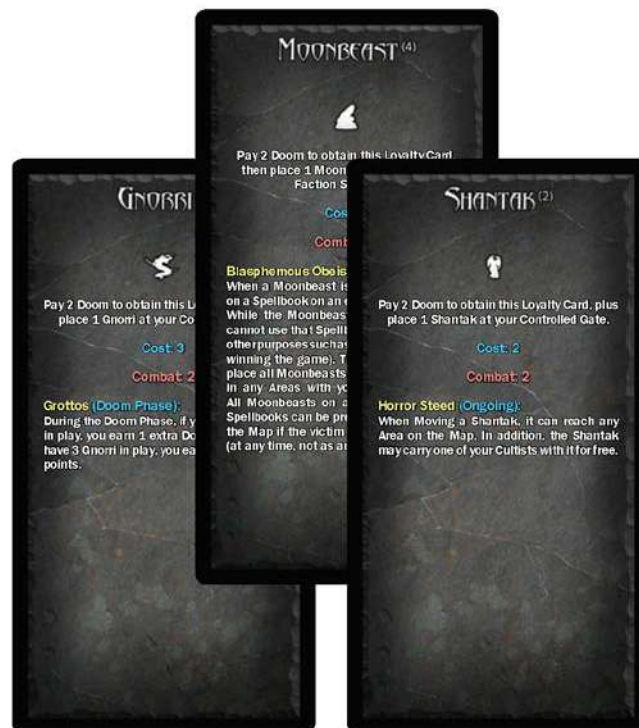 MOONBEAST (4)
Pay 2 Doom to obtain this Loyalty Card,
then place 1 Moon
Faction S
Cos
Comb
Blasphemous Obeis
When a Moonbeast is
on a Spellbook on an e
While the Moonbeas
cannot use that Spell
other purposes such as
winning the game). T
place all Moonbeasts
in any Areas with yo
All Moonbeasts on a
Spellbooks can be pre
the Map if the victim
(at any time, not as an
GNORRI
Pay 2 Doom to obtain this L
place 1 Gnorri at your Co
Cost: 3
Combat: 2
Grottos (Doom Phase):
During the Doom Phase, if y
in play, you earn 1 extra Do
have 3 Gnorri in play, you ea
points.
SHANTAK (2)
Pay 2 Doom to obtain this Loyalty Card, plus
place 1 Shantak at your Controlled Gate.
Cost: 2
Combat: 2
Horror Steed (Ongoing):
When Moving a Shantak, it can reach any
Area on the Map. In addition, the Shantak
may carry one of your Cultists with it for free.